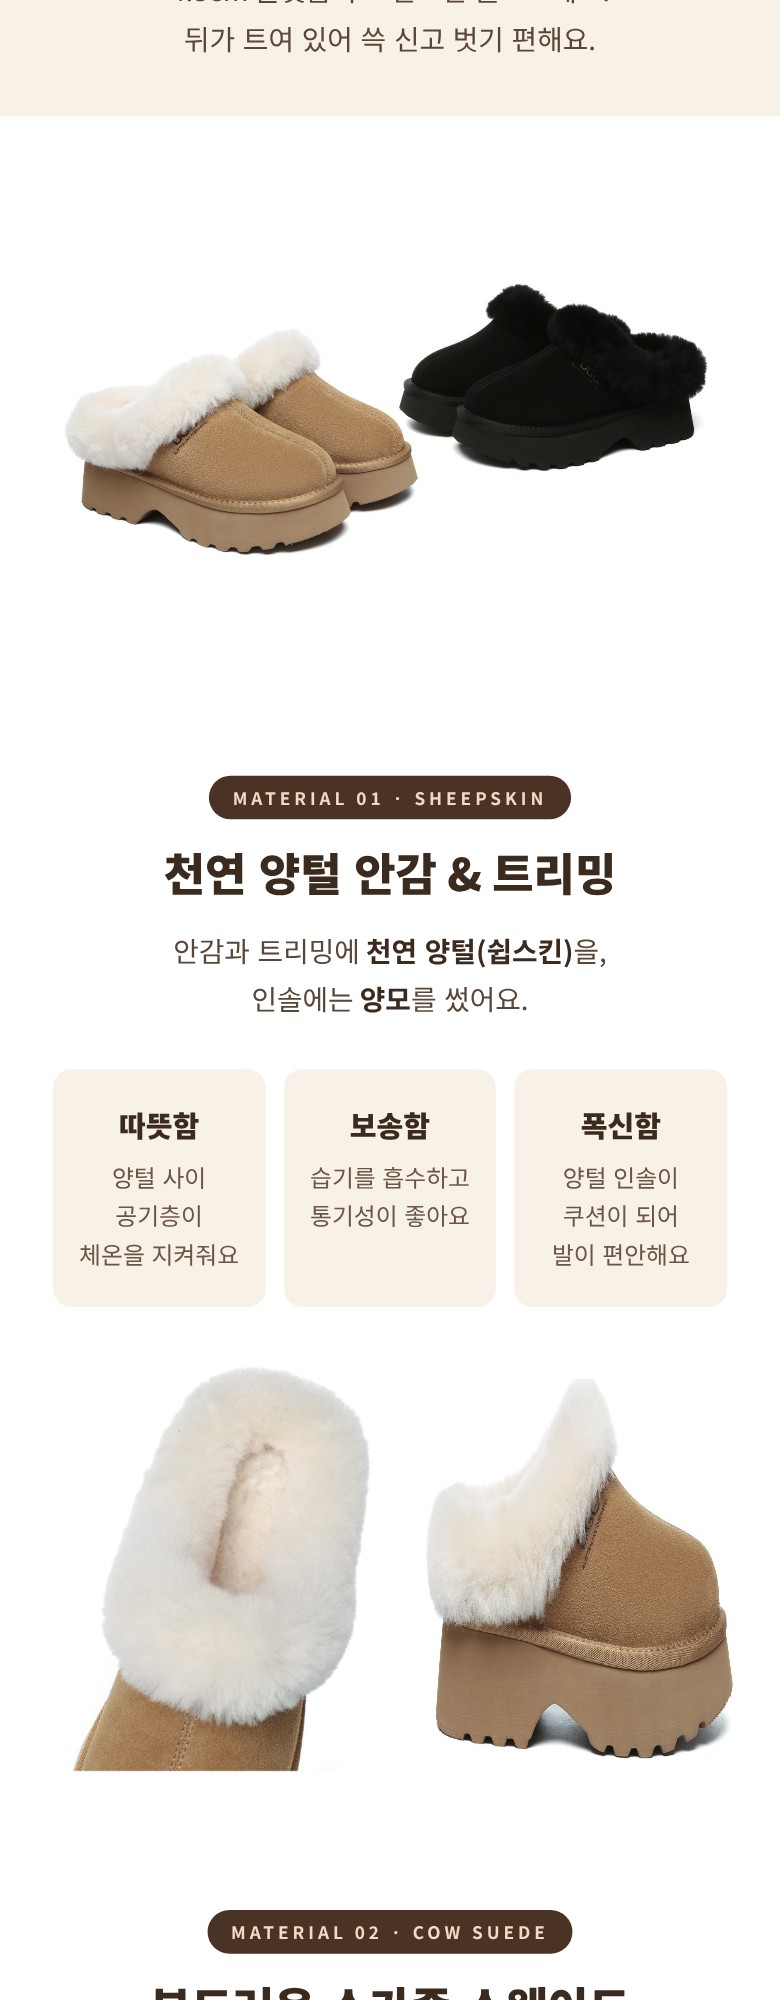 뒤가 트여 있어 쓱 신고 벗기 편해요.
MATERIAL 01 · SHEEPSKIN
천연 양털 안감 & 트리밍
안감과 트리밍에 천연 양털(쉽스킨)을,
인솔에는 양모를 썼어요.
따뜻함
양털 사이
공기층이
체온을 지켜줘요
보송함
습기를 흡수하고
통기성이 좋아요
폭신함
양털 인솔이
쿠션이 되어
발이 편안해요
MATERIAL 02 · COW SUEDE